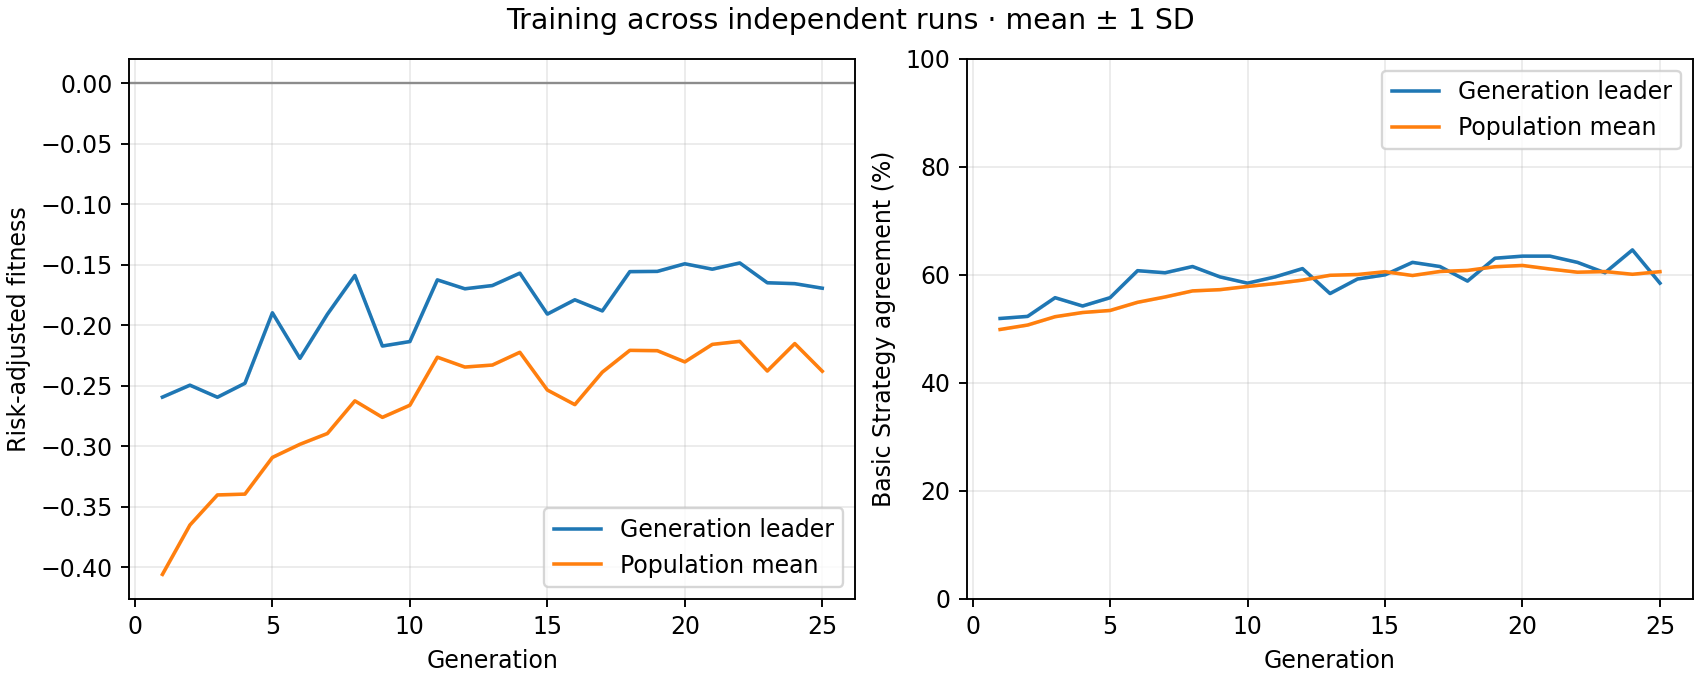 Training across independent runs · mean ± 1 SD
Risk-adjusted fitness
0.00
−0.05
−0.10
−0.15
−0.20
−0.25
−0.30
−0.35
−0.40
Generation leader
Population mean
0 5 10 15 20 25
Generation
Basic Strategy agreement (%)
100
80
60
40
20
0
Generation leader
Population mean
0 5 10 15 20 25
Generation